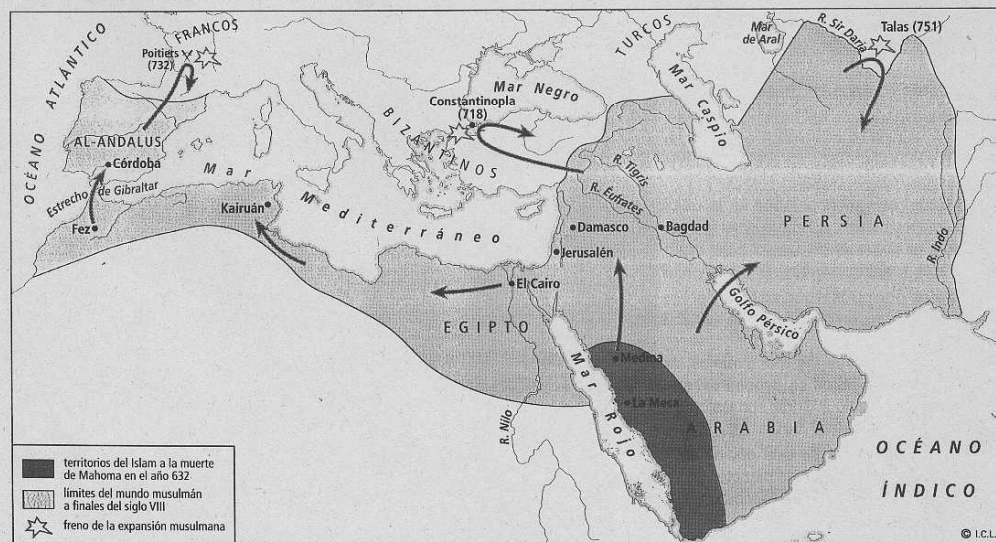 OCÉANO ATLÁNTICO
FRANCOS
Poitiers
(732)
AL-ANDALUS
Córdoba
Estrecho de Gibraltar
Fez
Mar Mediterráneo
Kairuán
BIZANTINOS
Constantinopla
(718)
Mar Negro
TURCOS
Mar Caspio
Mar
de Aral
R. Sir Daria
Talas (751)
R. Tigris
R. Éufrates
Damasco
Bagdad
Jerusalén
PERSIA
R. Indo
El Cairo
EGIPTO
Golfo Pérsico
Medina
La Meca
Mar Rojo
R. Nilo
ARABIA
OCÉANO
ÍNDICO
territorios del Islam a la muerte
de Mahoma en el año 632
límites del mundo musulmán
a finales del siglo VIII
freno de la expansión musulmana
© I.C.L.